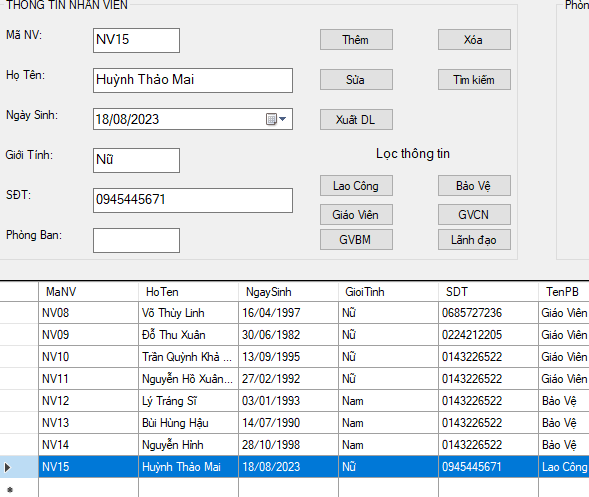 THÔNG TIN NHÂN VIÊN
Phòn
Mã NV: NV15 Thêm Xóa
Họ Tên: Huỳnh Thảo Mai Sửa Tìm kiếm
Ngày Sinh: 18/08/2023 Xuất DL
Giới Tính: Nữ Lọc thông tin
SĐT: 0945445671 Lao Công Bảo Vệ
Giáo Viên GVCN
Phòng Ban: GVBM Lãnh đạo
MaNV HoTen NgaySinh GioiTinh SDT TenPB
NV08 Võ Thùy Linh 16/04/1997 Nữ 0685727236 Giáo Viên
NV09 Đỗ Thu Xuân 30/06/1982 Nữ 0224212205 Giáo Viên
NV10 Trần Quỳnh Khả ... 13/09/1995 Nữ 0143226522 Giáo Viên
NV11 Nguyễn Hồ Xuân... 27/02/1992 Nữ 0143226522 Giáo Viên
NV12 Lý Tráng Sĩ 03/01/1993 Nam 0143226522 Bảo Vệ
NV13 Bùi Hùng Hậu 14/07/1990 Nam 0143226522 Bảo Vệ
NV14 Nguyễn Hinh 28/10/1998 Nam 0143226522 Bảo Vệ
NV15 Huỳnh Thảo Mai 18/08/2023 Nữ 0945445671 Lao Công